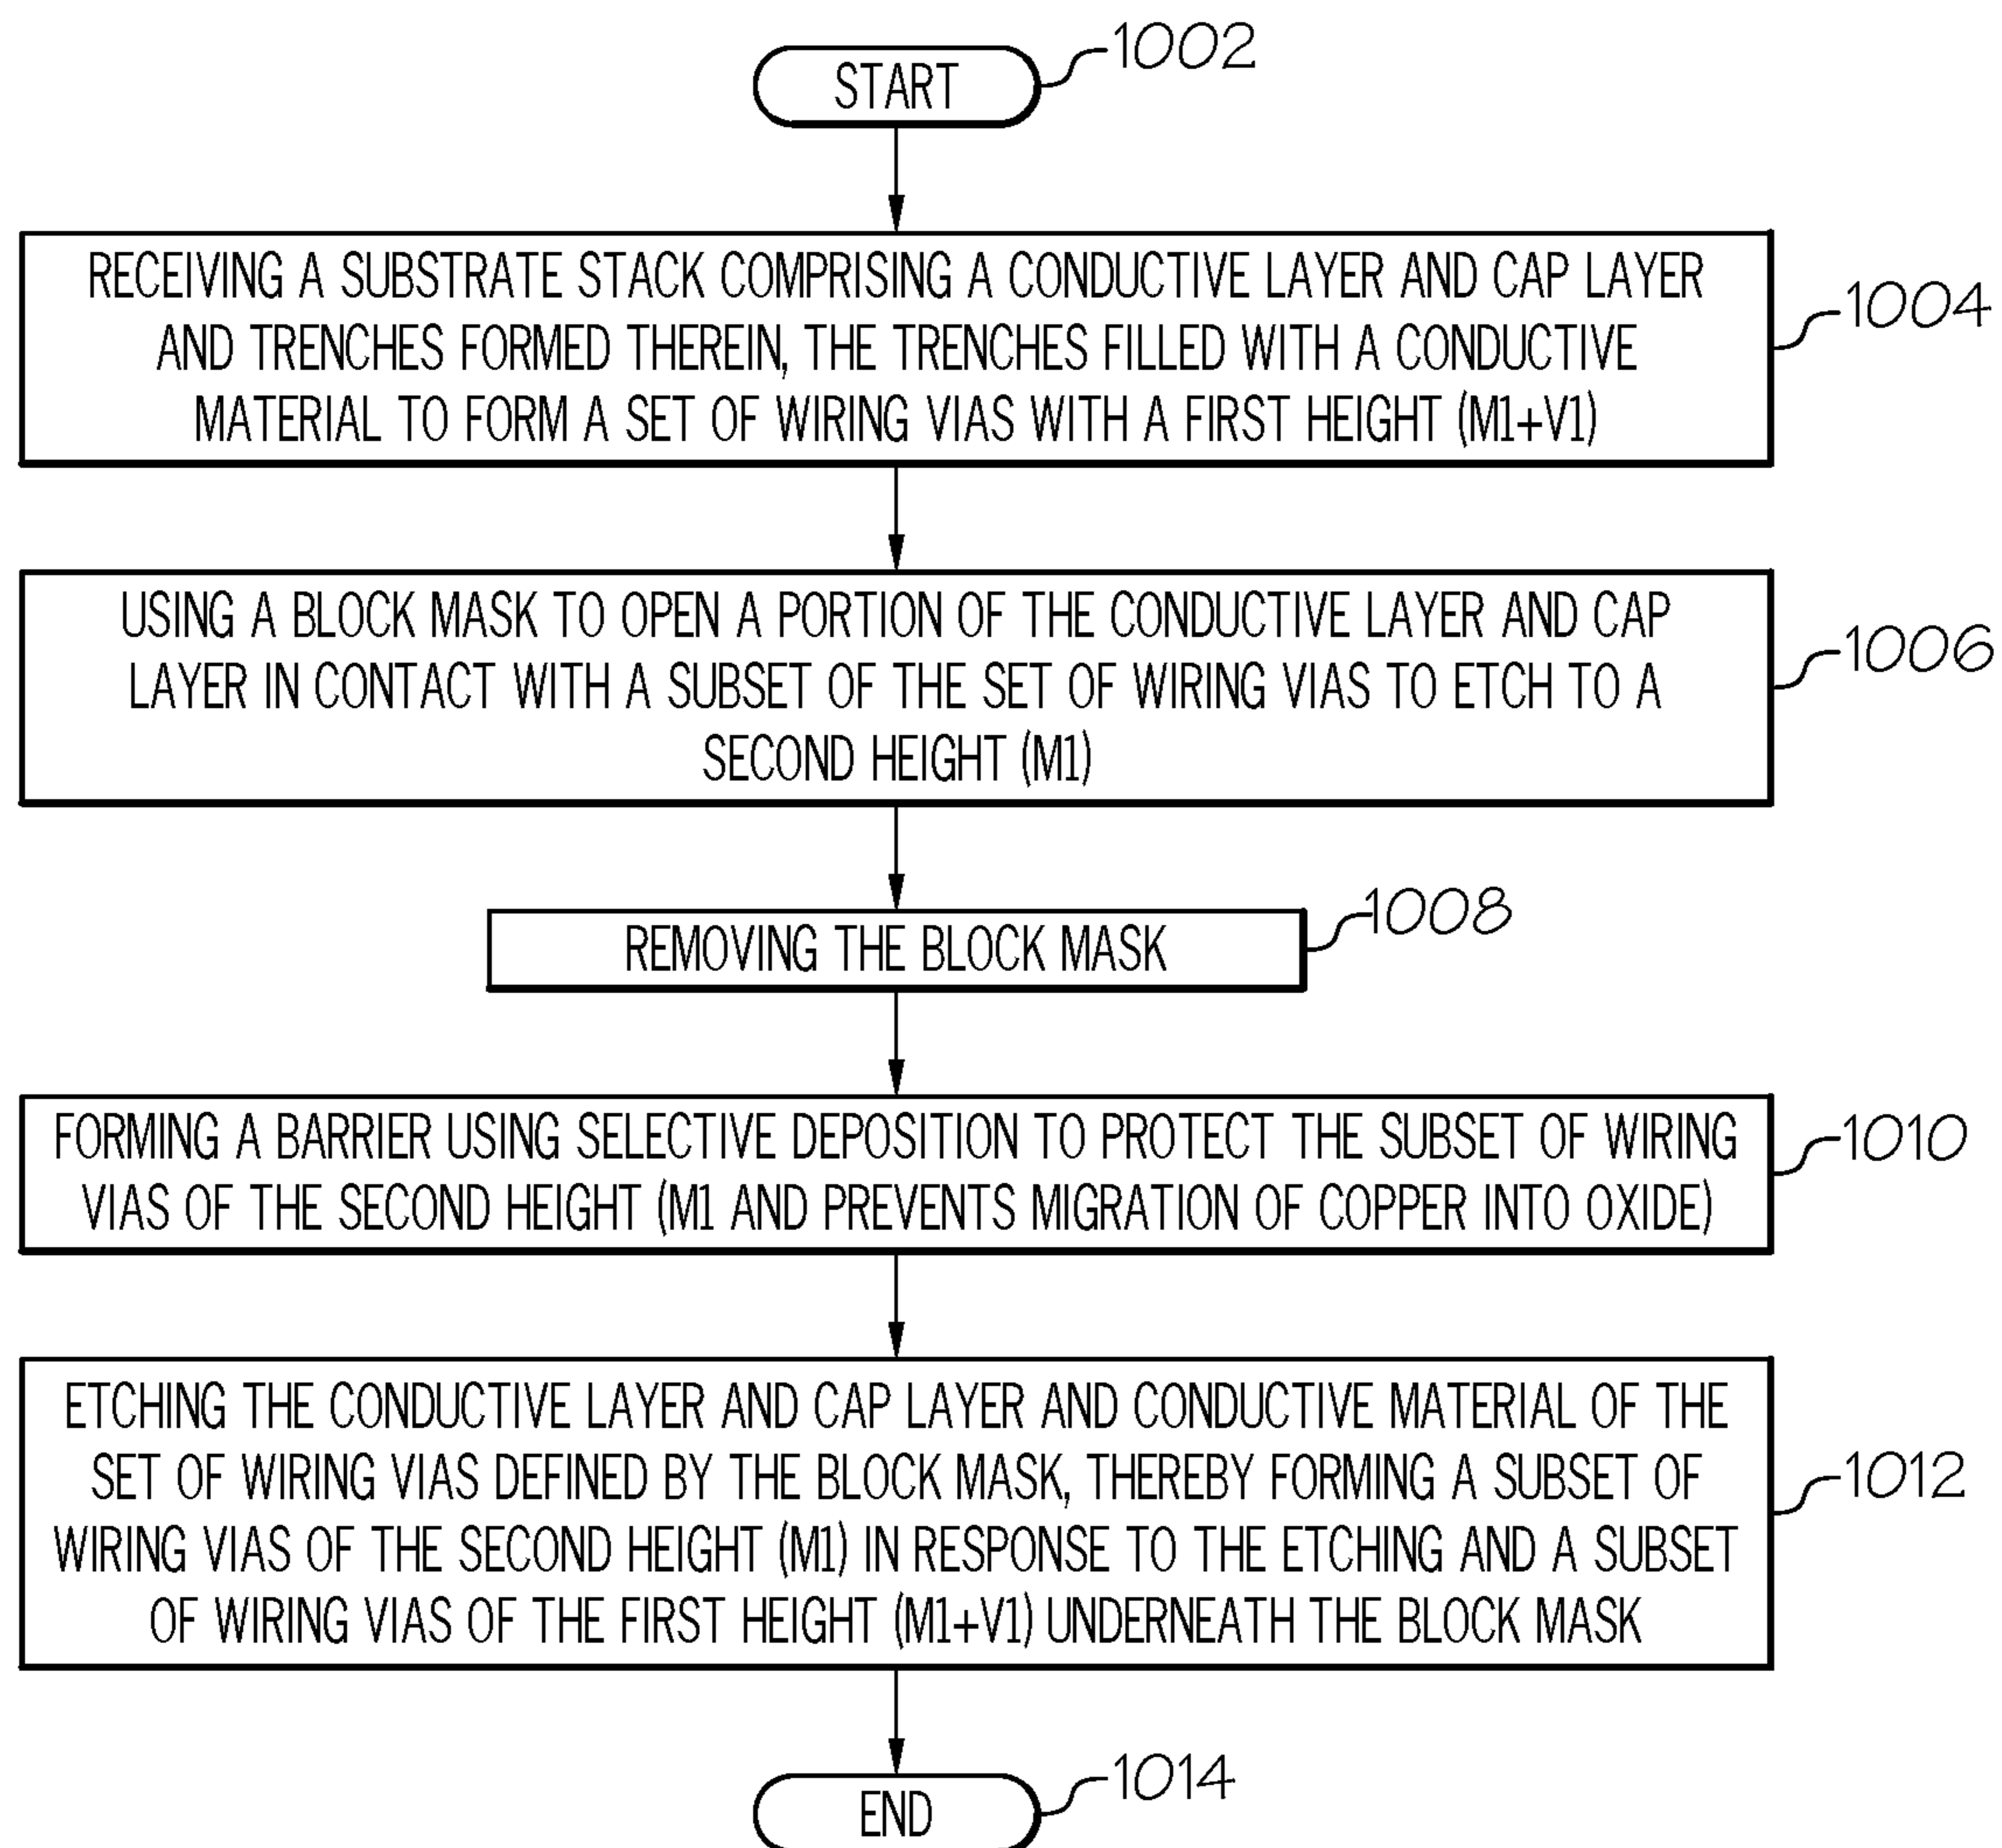 START
1002
RECEIVING A SUBSTRATE STACK COMPRISING A CONDUCTIVE LAYER AND CAP LAYER
AND TRENCHES FORMED THEREIN, THE TRENCHES FILLED WITH A CONDUCTIVE
MATERIAL TO FORM A SET OF WIRING VIAS WITH A FIRST HEIGHT (M1+V1)
1004
USING A BLOCK MASK TO OPEN A PORTION OF THE CONDUCTIVE LAYER AND CAP
LAYER IN CONTACT WITH A SUBSET OF THE SET OF WIRING VIAS TO ETCH TO A
SECOND HEIGHT (M1)
1006
REMOVING THE BLOCK MASK
1008
FORMING A BARRIER USING SELECTIVE DEPOSITION TO PROTECT THE SUBSET OF WIRING
VIAS OF THE SECOND HEIGHT (M1 AND PREVENTS MIGRATION OF COPPER INTO OXIDE)
1010
ETCHING THE CONDUCTIVE LAYER AND CAP LAYER AND CONDUCTIVE MATERIAL OF THE
SET OF WIRING VIAS DEFINED BY THE BLOCK MASK, THEREBY FORMING A SUBSET OF
WIRING VIAS OF THE SECOND HEIGHT (M1) IN RESPONSE TO THE ETCHING AND A SUBSET
OF WIRING VIAS OF THE FIRST HEIGHT (M1+V1) UNDERNEATH THE BLOCK MASK
1012
END
1014